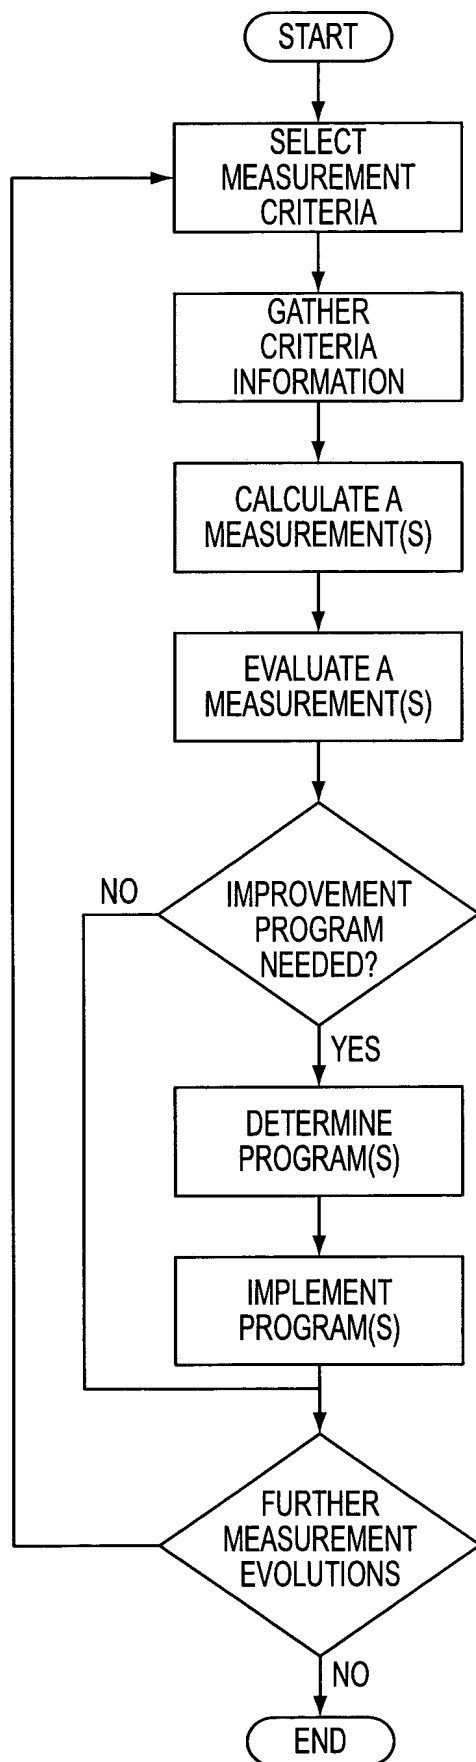 START
SELECT
MEASUREMENT
CRITERIA
GATHER
CRITERIA
INFORMATION
CALCULATE A
MEASUREMENT(S)
EVALUATE A
MEASUREMENT(S)
NO
IMPROVEMENT
PROGRAM
NEEDED?
YES
DETERMINE
PROGRAM(S)
IMPLEMENT
PROGRAM(S)
FURTHER
MEASUREMENT
EVOLUTIONS
NO
END